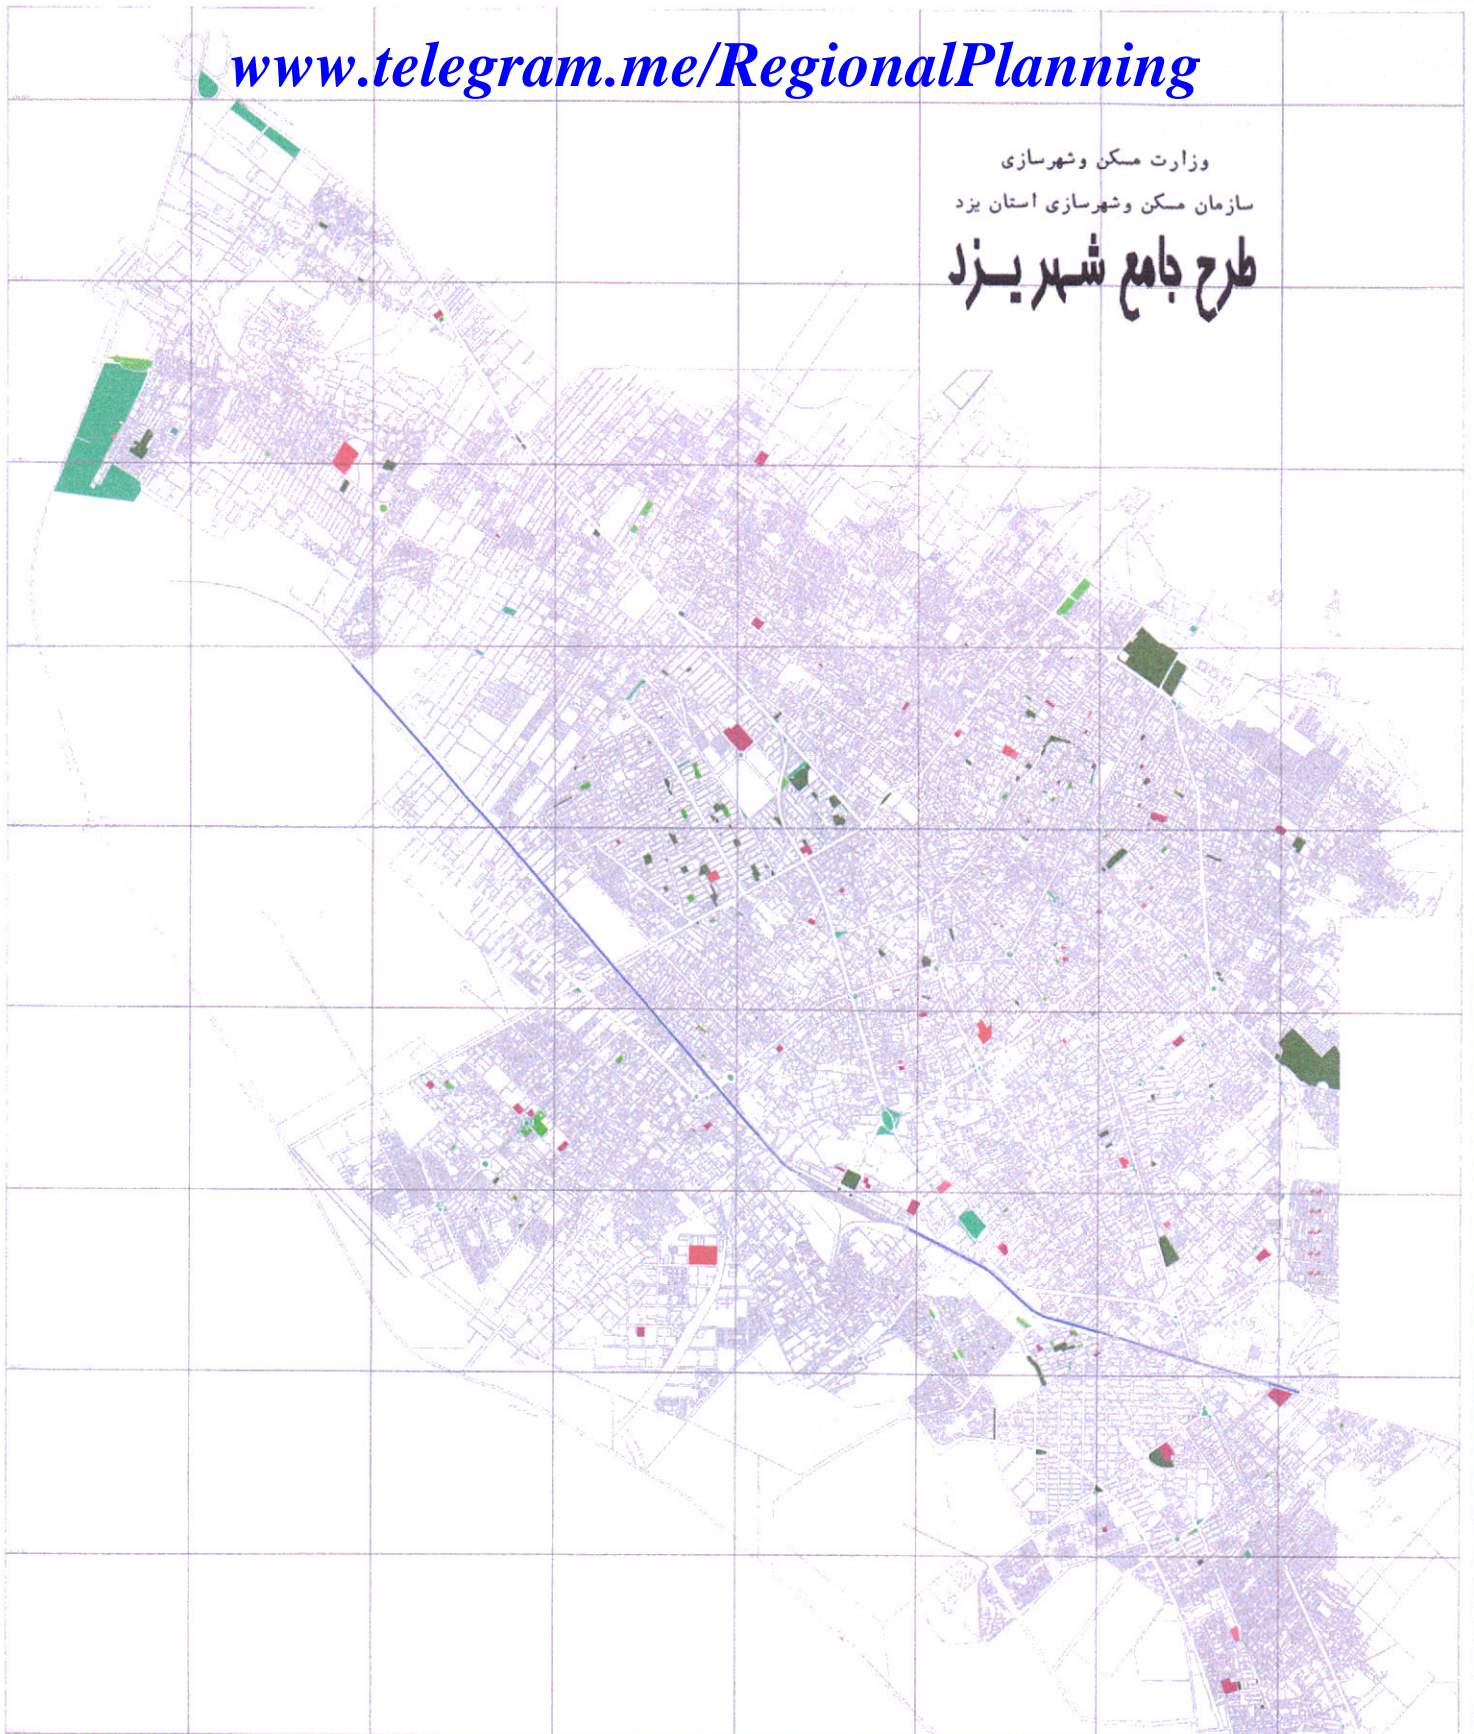 www.telegram.me/RegionalPlanning
وزارت مسکن وشهرسازی
سازمان مسکن وشهرسازی استان یزد
طرح جامع شهر یزد